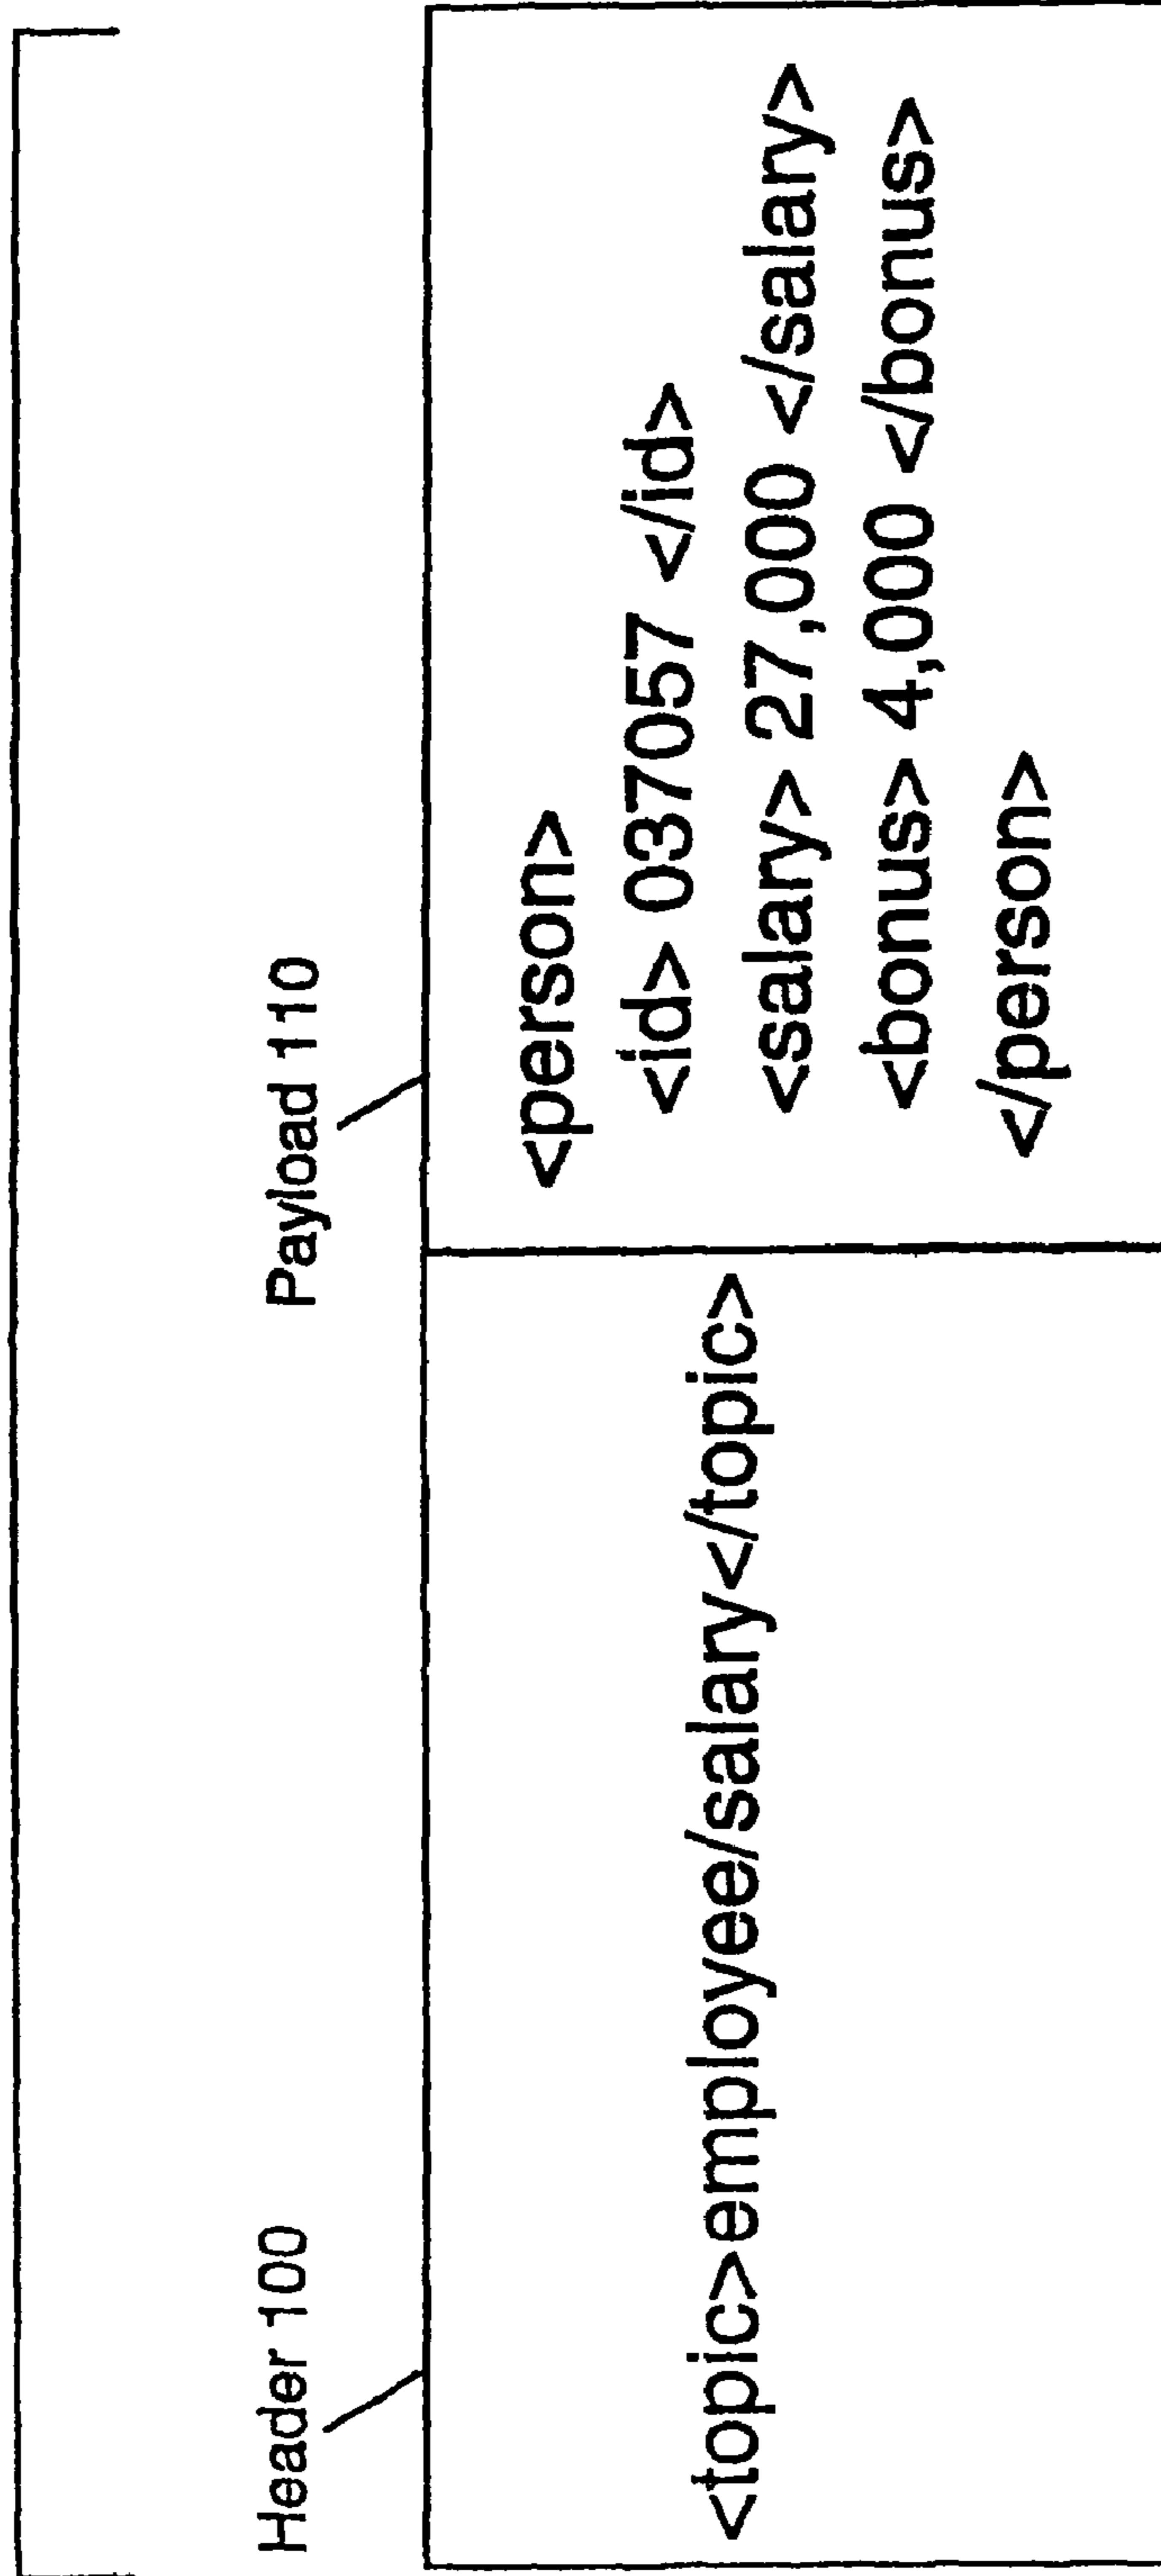 Header 100
Payload 110
<topic>employee/salary</topic>
<person>
<id> 037057 </id>
<salary> 27,000 </salary>
<bonus> 4,000 </bonus>
</person>